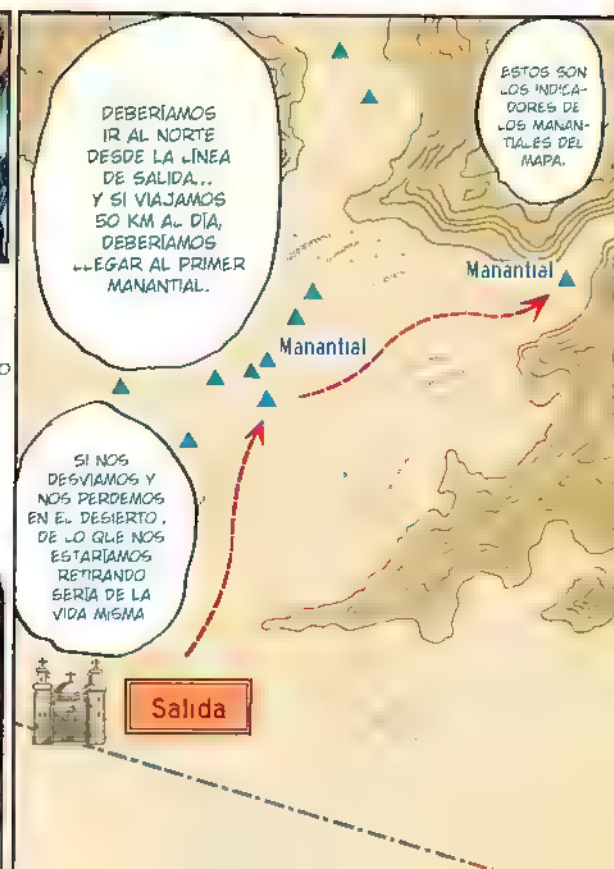 DEBERÍAMOS
IR AL NORTE
DESDE LA LÍNEA
DE SALIDA...
Y SI VIAJAMOS
50 KM AL DÍA,
DEBERÍAMOS
LLEGAR AL PRIMER
MANANTIAL.
ESTOS SON
LOS INDICA-
DORES DE
LOS MANAN-
TIALES DEL
MAPA.
Manantial
Manantial
SI NOS
DESVIAMOS Y
NOS PERDEMOS
EN EL DESIERTO,
DE LO QUE NOS
ESTARÍAMOS
RETIRANDO
SERÍA DE LA
VIDA MISMA
Salida